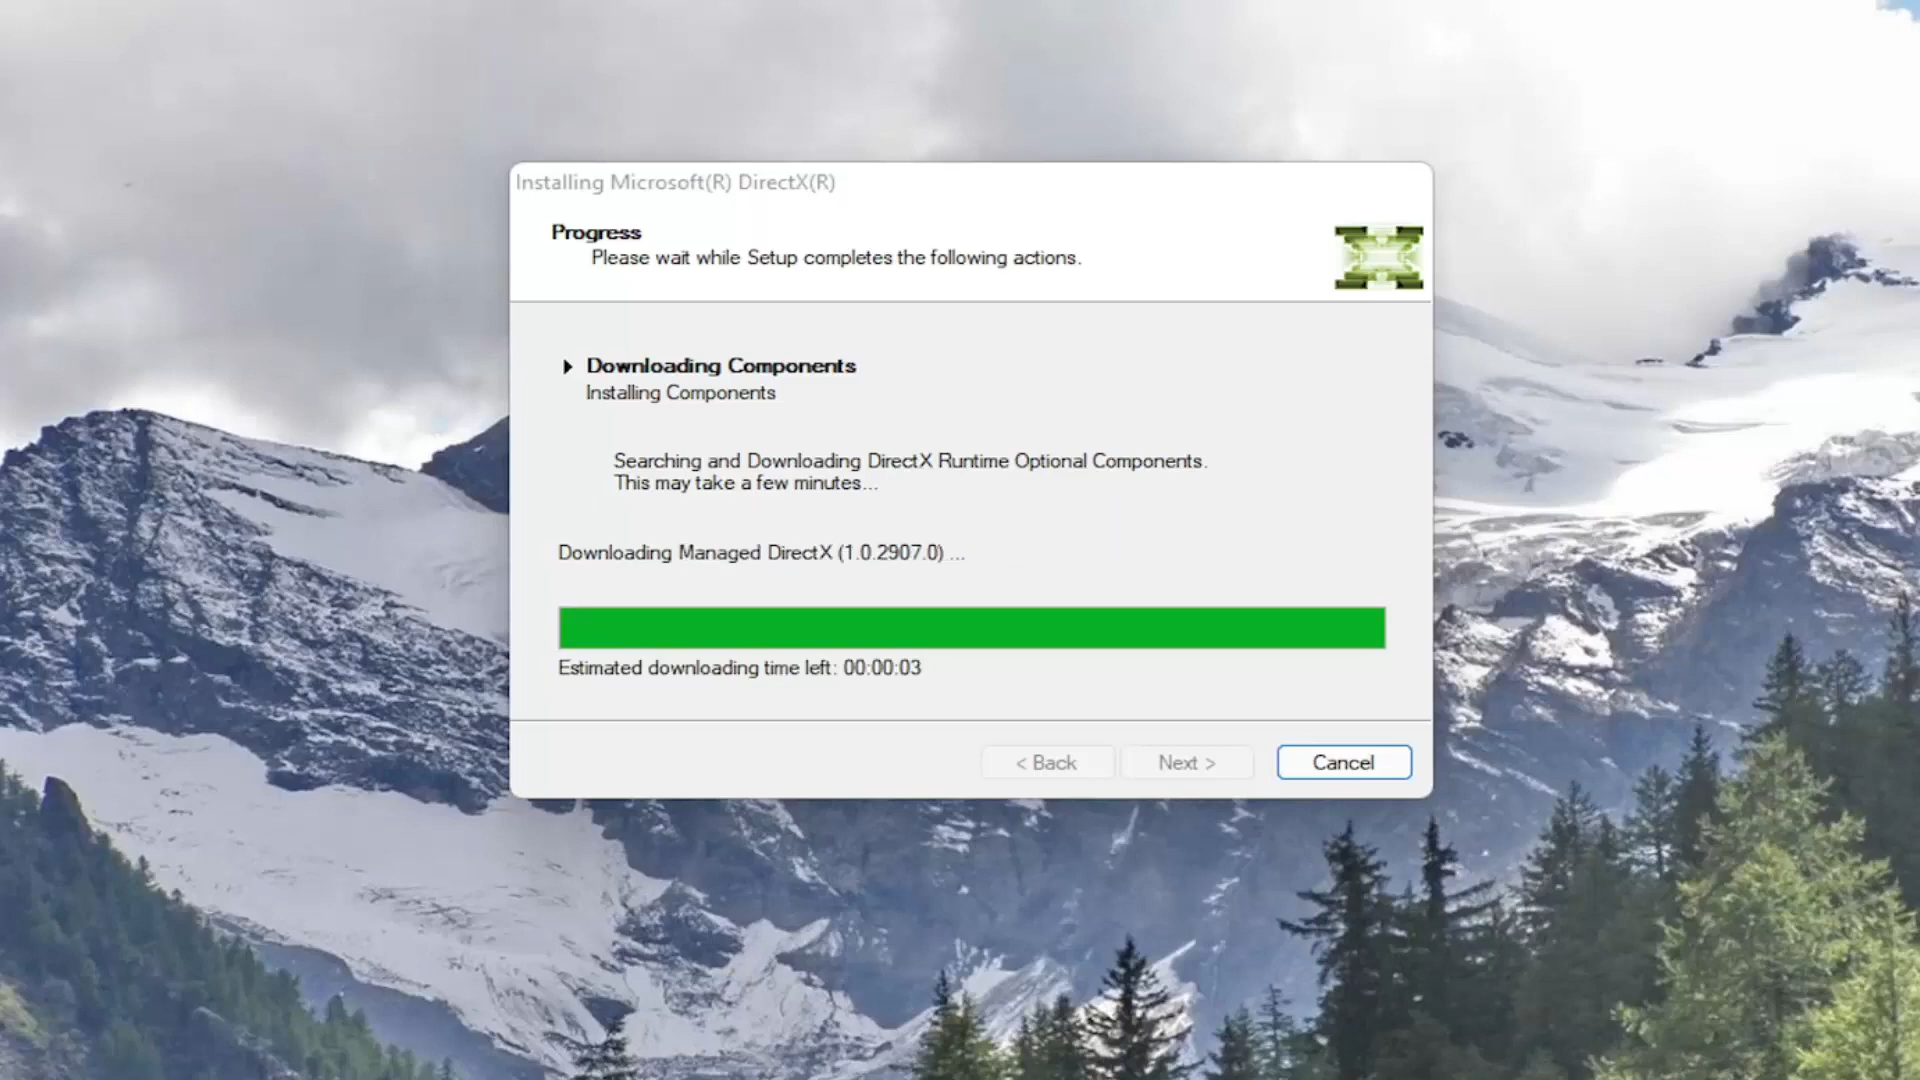 Installing Microsoft(R) DirectX(R)
Progress
Please wait while Setup completes the following actions.
Downloading Components
Installing Components
Searching and Downloading DirectX Runtime Optional Components.
This may take a few minutes...
Downloading Managed DirectX (1.0.2907.0) ...
Estimated downloading time left: 00:00:03
< Back
Next >
Cancel